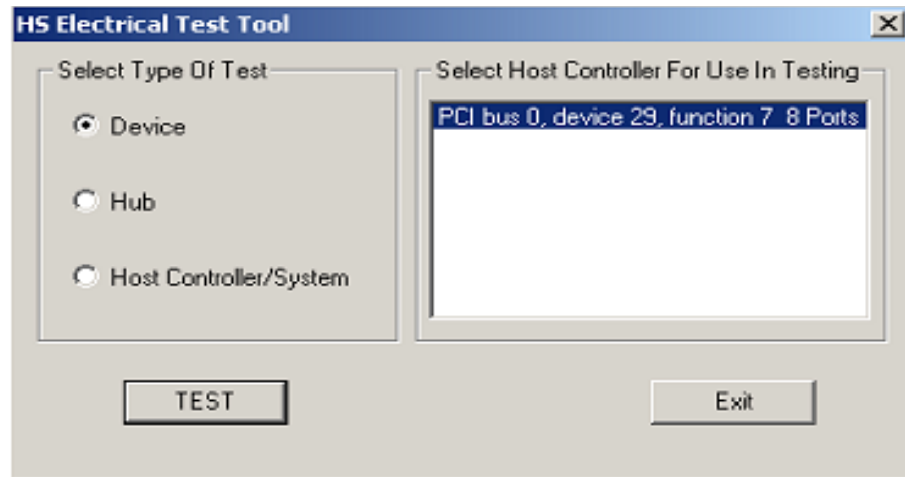 HS Electrical Test Tool
Select Type Of Test
Device
Hub
Host Controller/System
Select Host Controller For Use In Testing
PCI bus 0, device 29, function 7 8 Ports
TEST
Exit